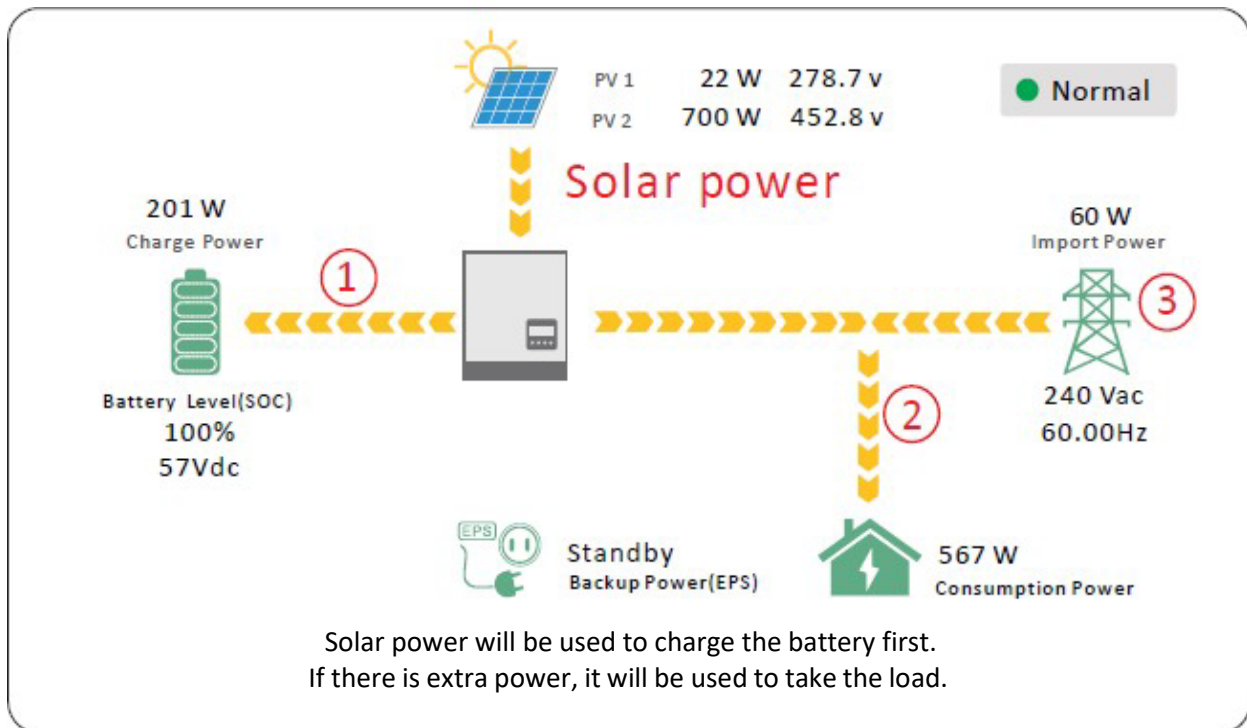 PV 1 22 W 278.7 v
PV 2 700 W 452.8 v
Normal
Solar power
201 W
Charge Power
1
60 W
Import Power
3
Battery Level(SOC)
100%
57Vdc
2
240 Vac
60.00Hz
EPS
Standby
Backup Power(EPS)
567 W
Consumption Power
Solar power will be used to charge the battery first.
If there is extra power, it will be used to take the load.